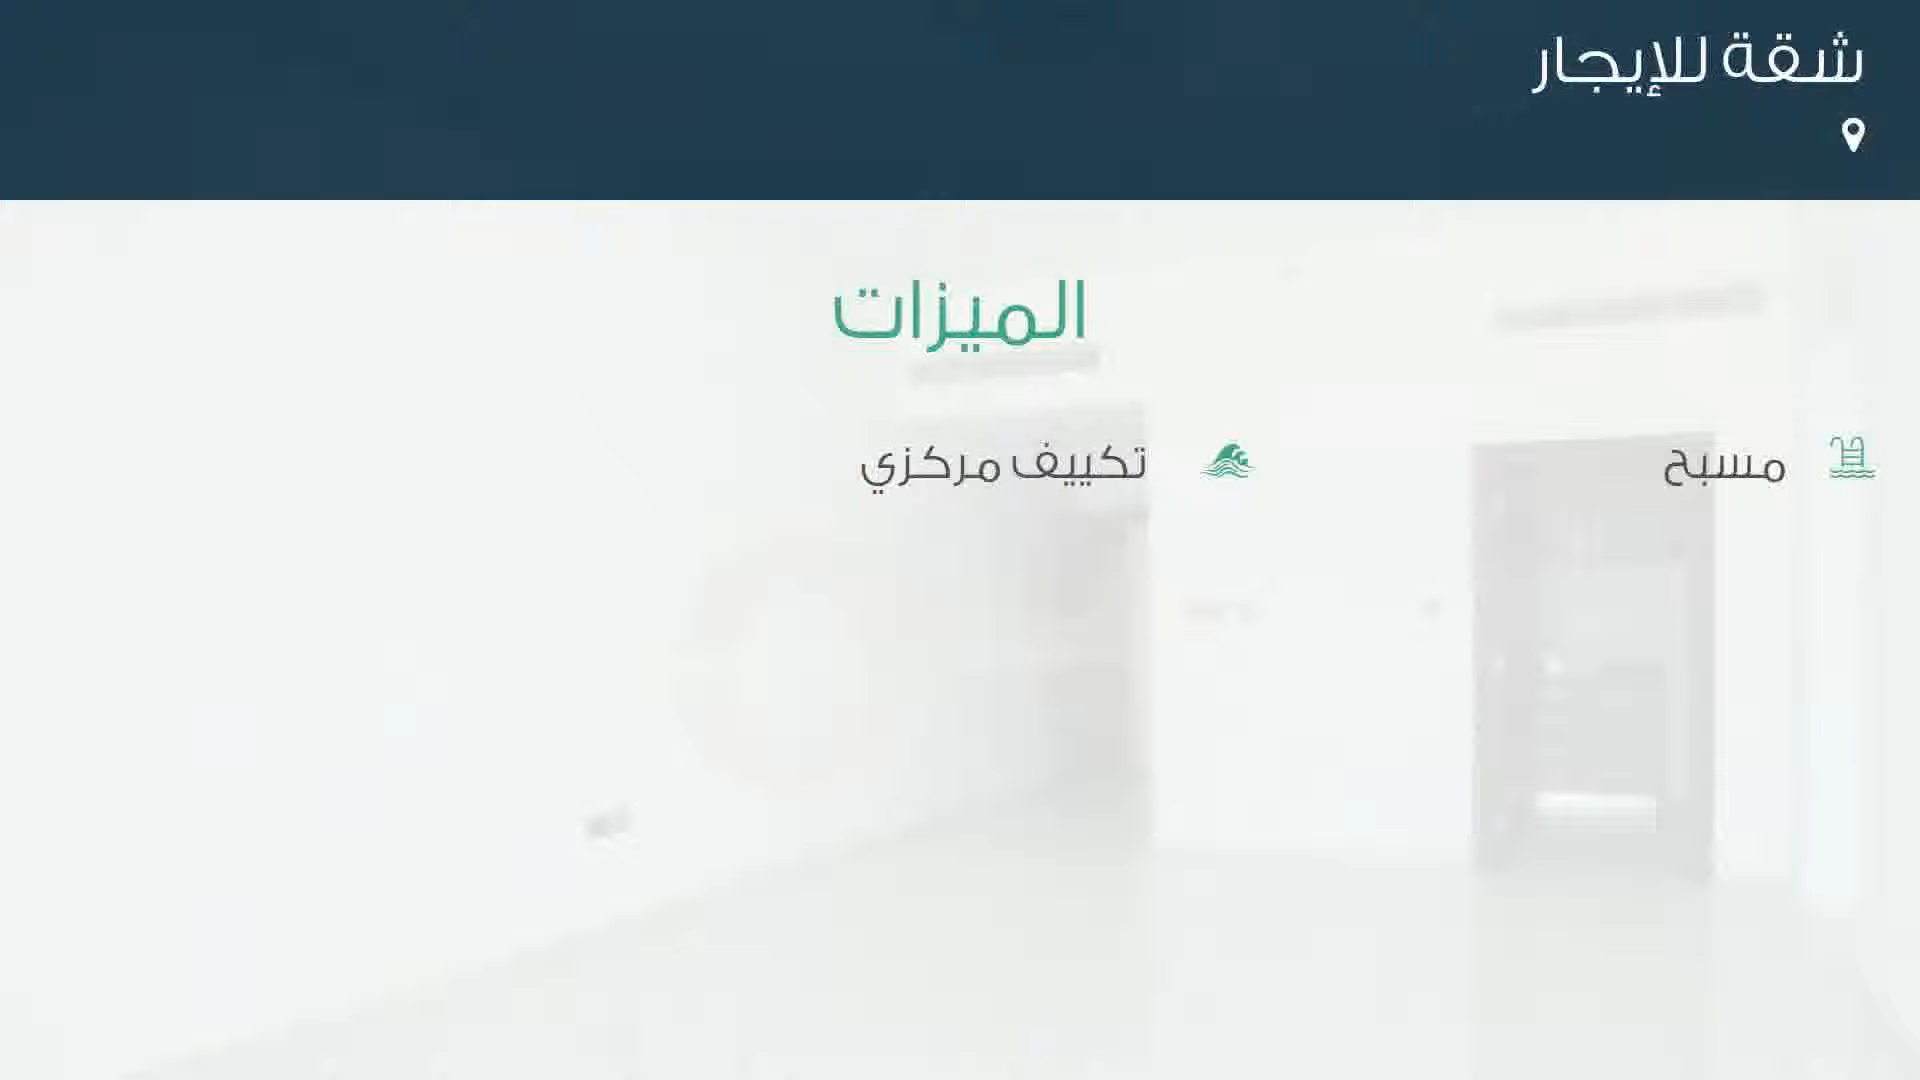 شقة للإيجار
الميزات
مسبح
تكييف مركزي